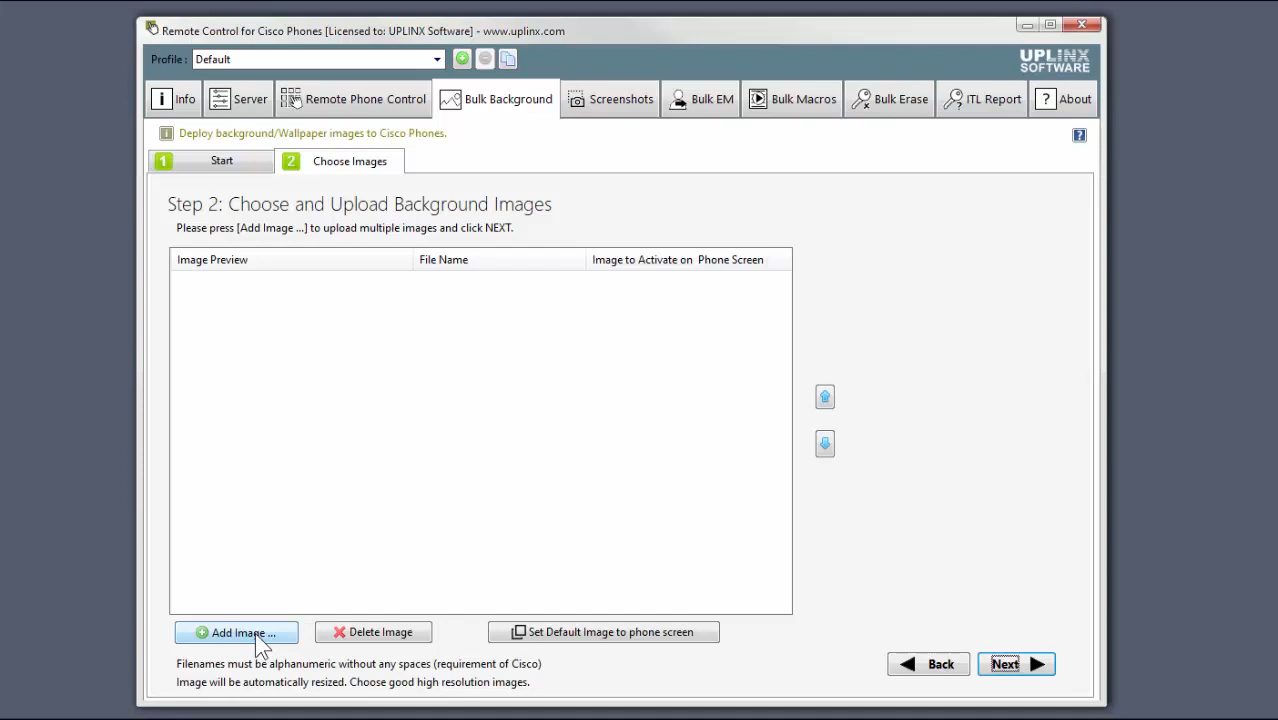 Remote Control for Cisco Phones [Licensed to: UPLINX Software] - www.uplinx.com
Profile : Default
UPLINX
SOFTWARE
i Info Server Remote Phone Control Bulk Background Screenshots Bulk EM Bulk Macros Bulk Erase ITL Report ? About
i Deploy background/Wallpaper images to Cisco Phones. ?
1 Start 2 Choose Images
Step 2: Choose and Upload Background Images
Please press [Add Image ...] to upload multiple images and click NEXT.
Image Preview File Name Image to Activate on Phone Screen
Add Image ... Delete Image Set Default Image to phone screen
Filenames must be alphanumeric without any spaces (requirement of Cisco)
Back Next
Image will be automatically resized. Choose good high resolution images.